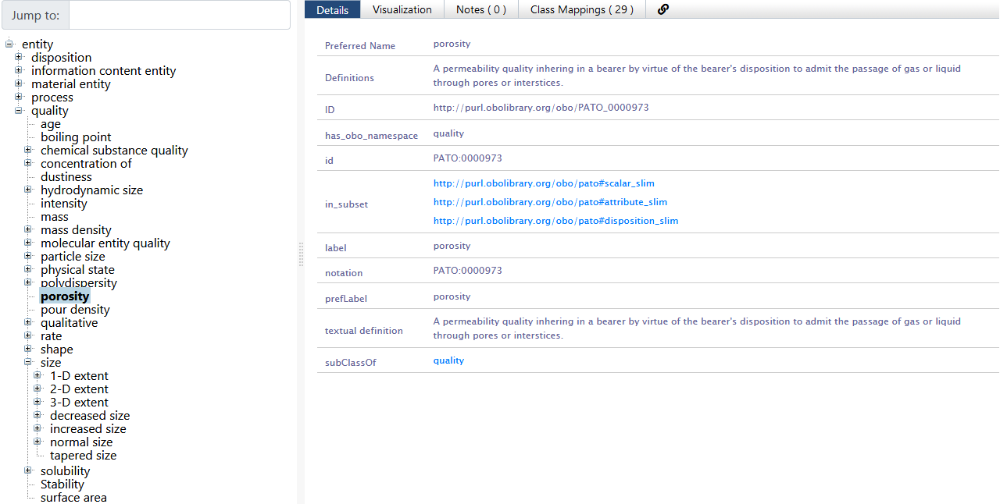 Jump to:
entity
disposition
information content entity
material entity
process
quality
age
boiling point
chemical substance quality
concentration of
dustiness
hydrodynamic size
intensity
mass
mass density
molecular entity quality
particle size
physical state
polydispersity
porosity
pour density
qualitative
rate
shape
size
1-D extent
2-D extent
3-D extent
decreased size
increased size
normal size
tapered size
solubility
Stability
surface area
Details Visualization Notes ( 0 ) Class Mappings ( 29 )
Preferred Name porosity
Definitions A permeability quality inhering in a bearer by virtue of the bearer's disposition to admit the passage of gas or liquid
through pores or interstices.
ID http://purl.obolibrary.org/obo/PATO_0000973
has_obo_namespace quality
id PATO:0000973
in_subset http://purl.obolibrary.org/obo/pato#scalar_slim
http://purl.obolibrary.org/obo/pato#attribute_slim
http://purl.obolibrary.org/obo/pato#disposition_slim
label porosity
notation PATO:0000973
prefLabel porosity
textual definition A permeability quality inhering in a bearer by virtue of the bearer's disposition to admit the passage of gas or liquid
through pores or interstices.
subClassOf quality